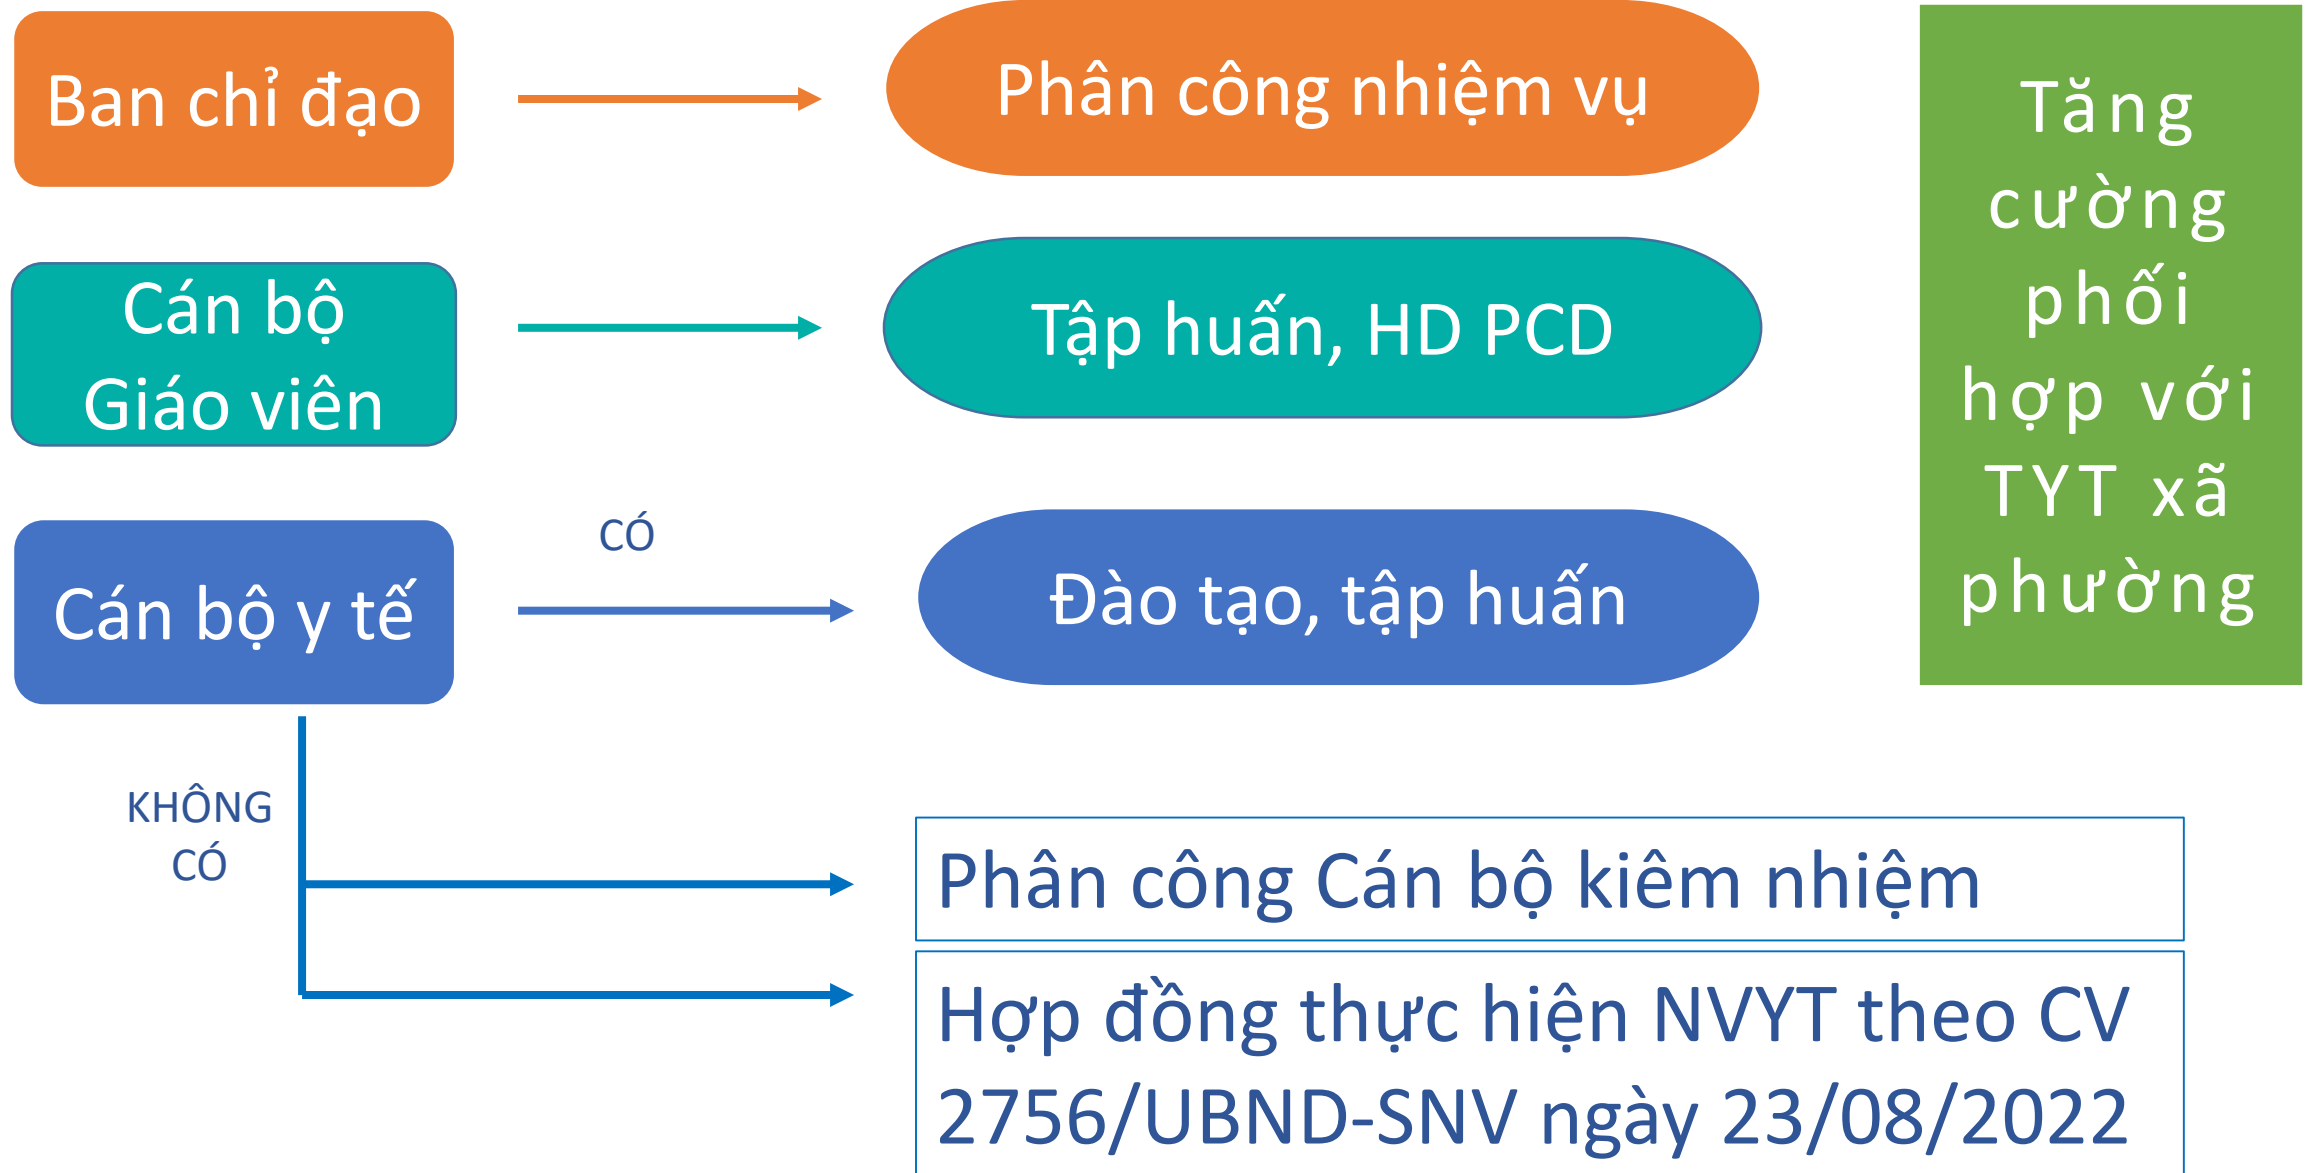 Ban chỉ đạo
Phân công nhiệm vụ
Cán bộ
Giáo viên
Tập huấn, HD PCD
Cán bộ y tế
CÓ
Đào tạo, tập huấn
KHÔNG
CÓ
Phân công Cán bộ kiêm nhiệm
Hợp đồng thực hiện NVYT theo CV
2756/UBND-SNV ngày 23/08/2022
Tăng
cường
phối
hợp với
TYT xã
phường